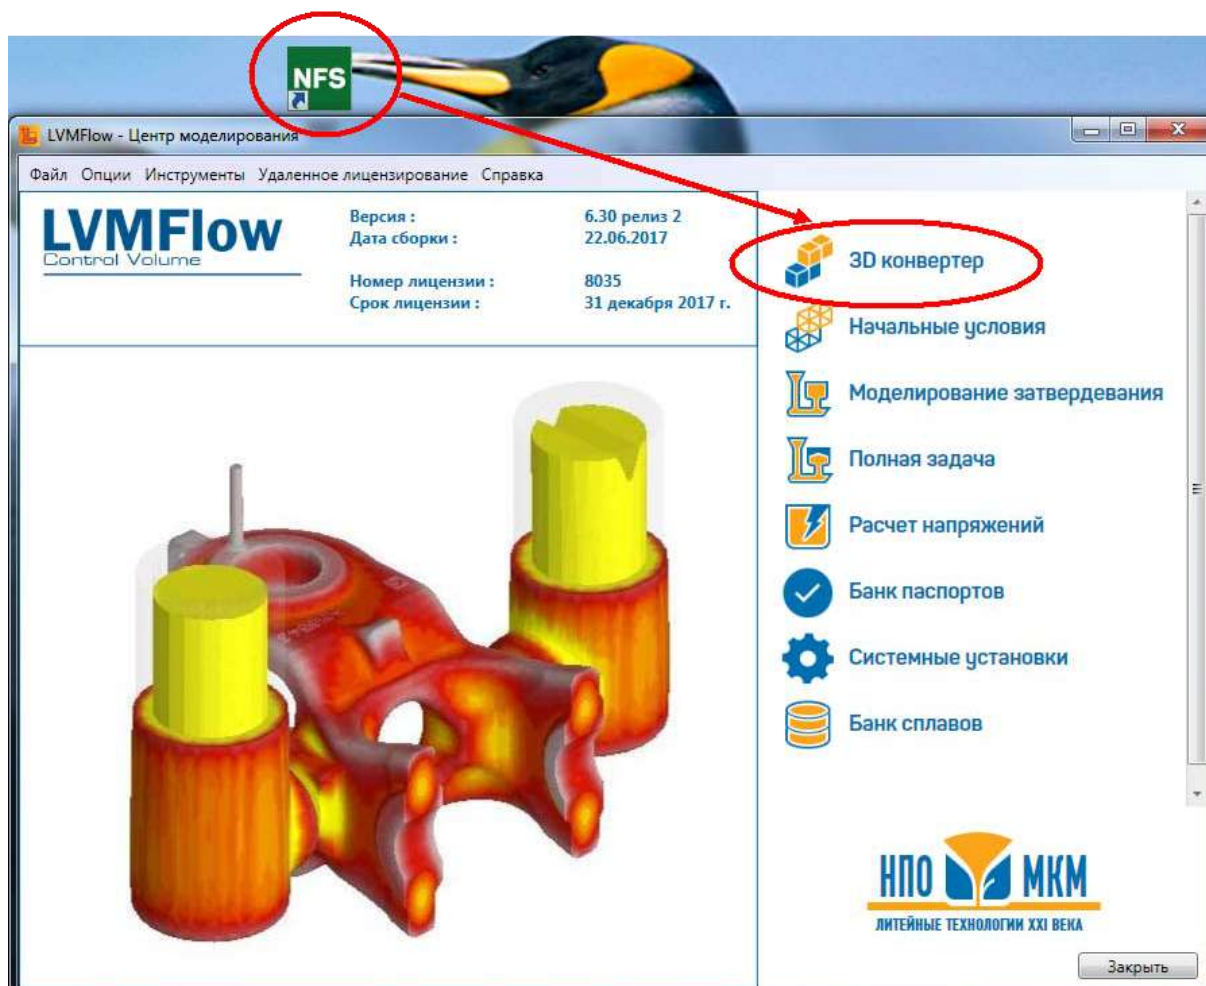 NFS
LVMFlow - Центр моделирования
Файл Опции Инструменты Удаленное лицензирование Справка
LVMFlow
Control Volume
Версия : 6.30 релиз 2
Дата сборки : 22.06.2017
Номер лицензии : 8035
Срок лицензии : 31 декабря 2017 г.
3D конвертер
Начальные условия
Моделирование затвердевания
Полная задача
Расчет напряжений
Банк паспортов
Системные установки
Банк сплавов
НПО МКМ
ЛИТЕЙНЫЕ ТЕХНОЛОГИИ XXI ВЕКА
Закрыть